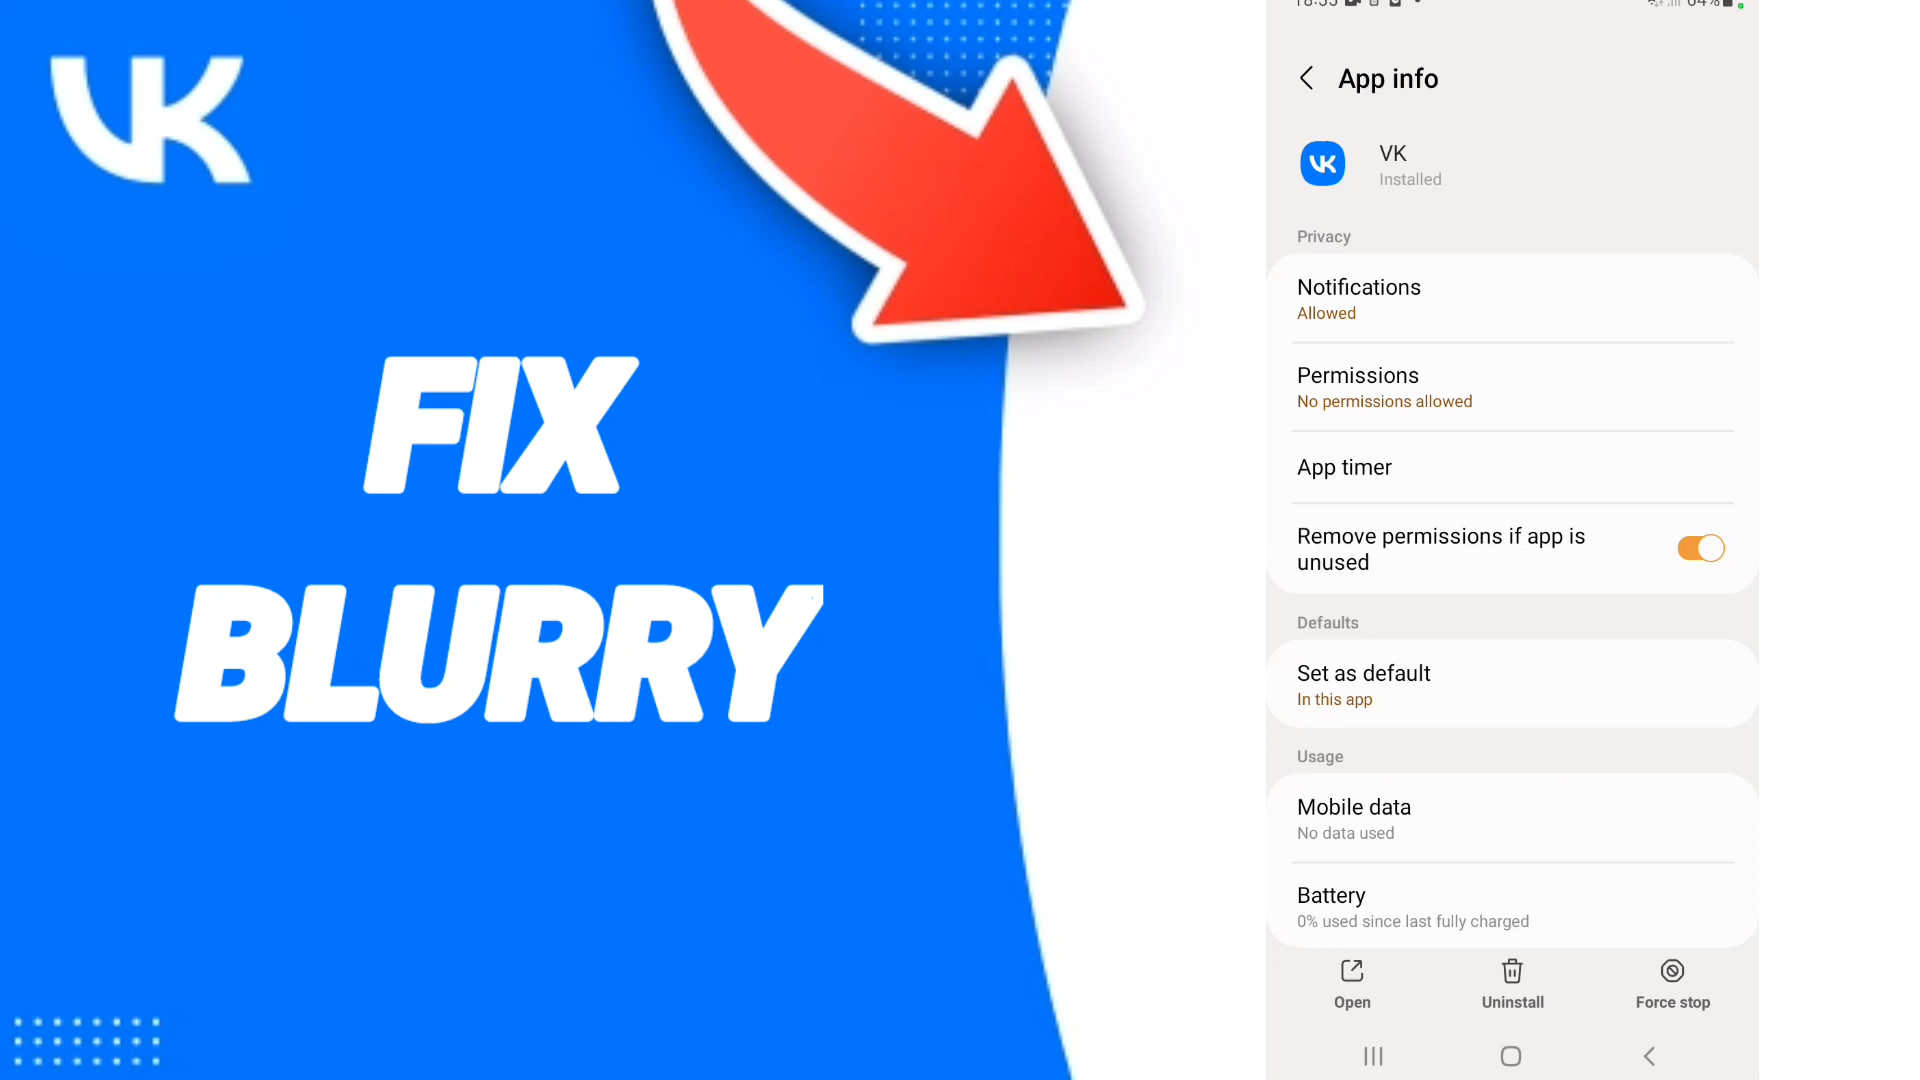 VK
FIX
BLURRY
App info
VK
Installed
Privacy
Notifications
Allowed
Permissions
No permissions allowed
App timer
Remove permissions if app is
unused
Defaults
Set as default
In this app
Usage
Mobile data
No data used
Battery
0% used since last fully charged
Open
Uninstall
Force stop